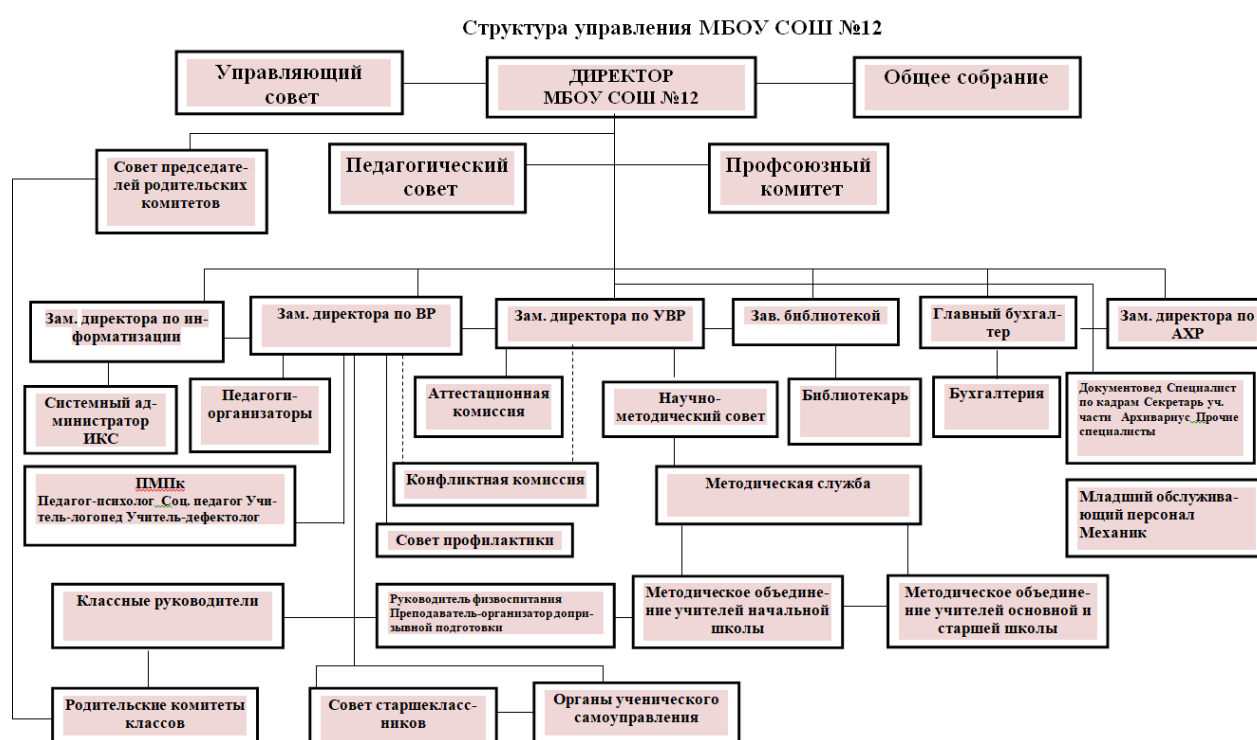 Структура управления МБОУ СОШ №12
Управляющий
совет
ДИРЕКТОР
МБОУ СОШ №12
Общее собрание
Совет председате-
лей родительских
комитетов
Педагогический
совет
Профсоюзный
комитет
Зам. директора по ин-
форматизации
Зам. директора по ВР
Зам. директора по УВР
Зав. библиотекой
Главный бухгал-
тер
Зам. директора по
АХР
Системный ад-
министратор
ИКС
Педагоги-
организаторы
Аттестационная
комиссия
Научно-
методический совет
Библиотекарь
Бухгалтерия
Документовед Специалист
по кадрам Секретарь уч.
части Архивариус Прочие
специалисты
ПМПк
Педагог-психолог Соц. педагог Учи-
тель-логопед Учитель-дефектолог
Конфликтная комиссия
Методическая служба
Младший обслужива-
ющий персонал
Механик
Совет профилактики
Классные руководители
Руководитель физвоспитания
Преподаватель-организатор допри-
зывной подготовки
Методическое объедине-
ние учителей начальной
школы
Методическое объедине-
ние учителей основной и
старшей школы
Родительские комитеты
классов
Совет старшекласс-
ников
Органы ученического
самоуправления